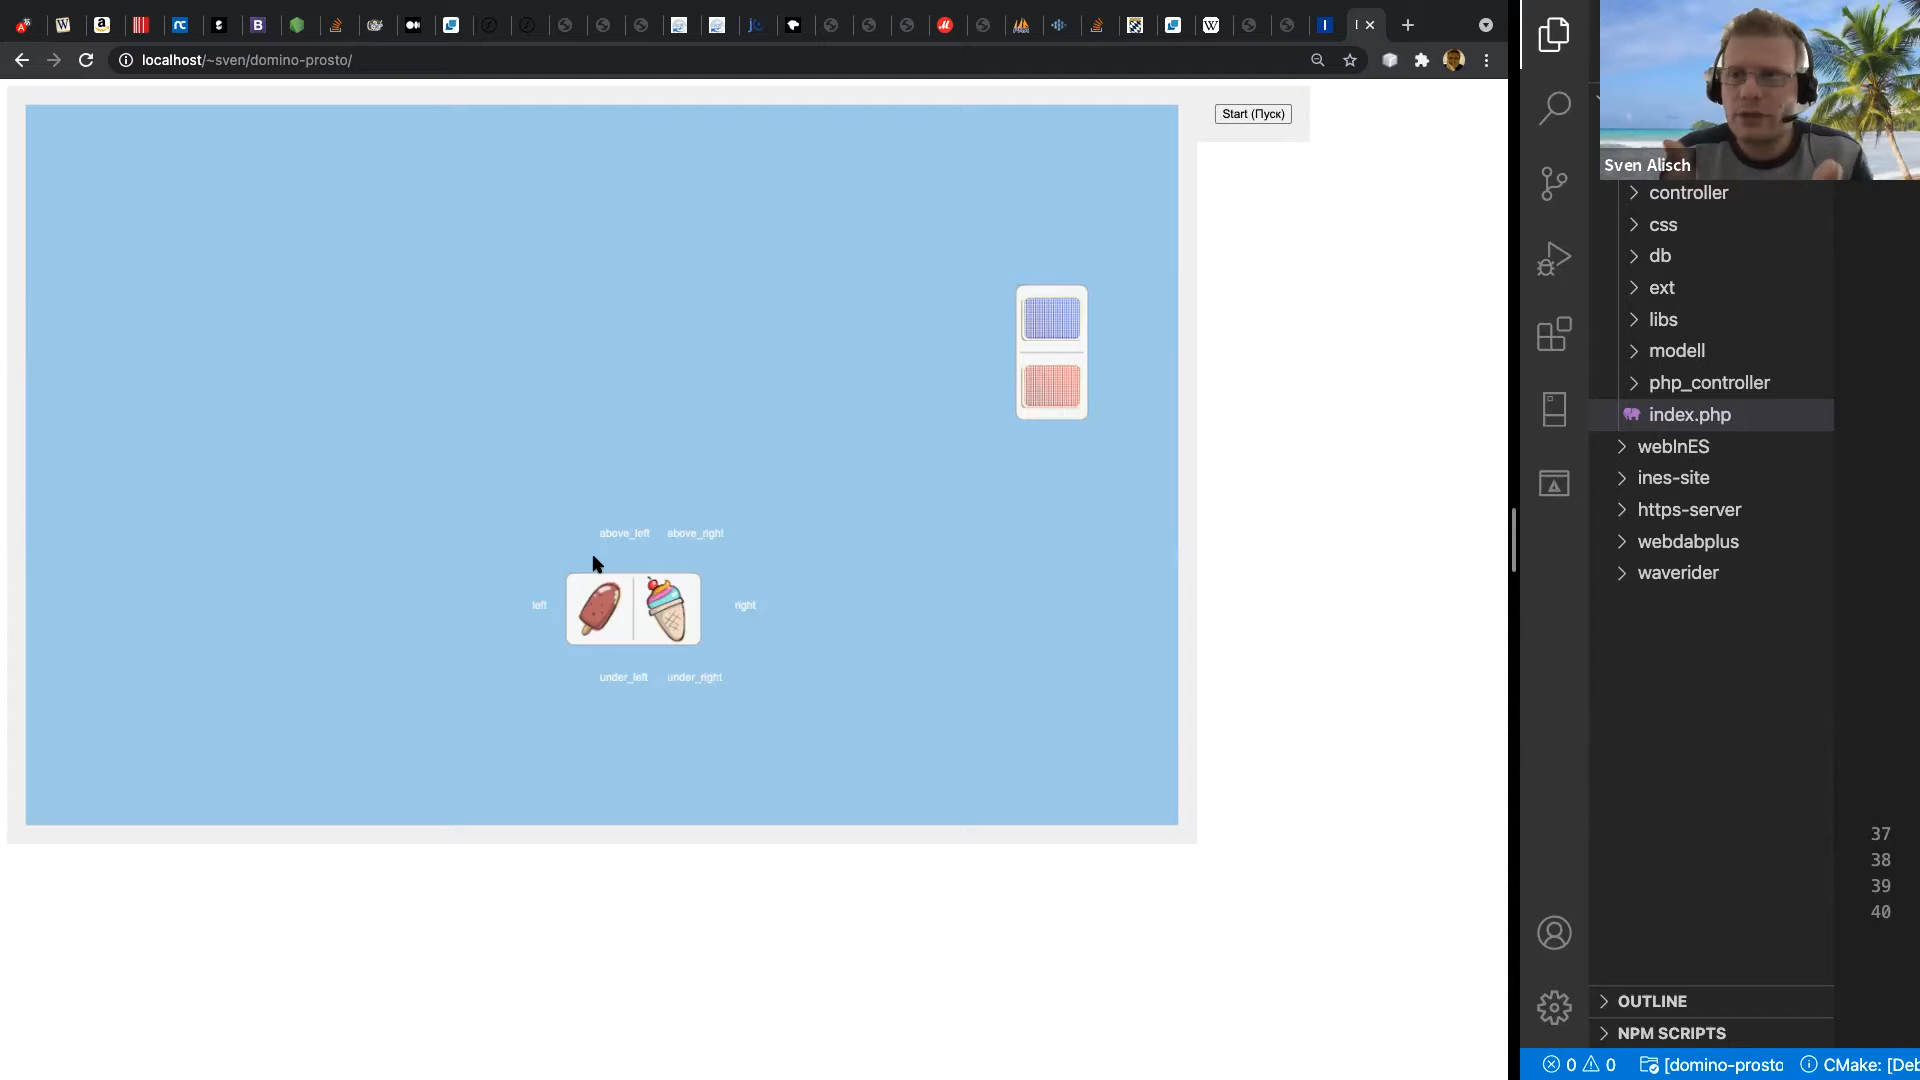 localhost/~sven/domino-prosto/
Start (Пуск)
above_left above_right
left
right
under_left under_right
Sven Alisch
controller
css
db
ext
libs
modell
php_controller
index.php
webInES
ines-site
https-server
webdabplus
waverider
37
38
39
40
OUTLINE
NPM SCRIPTS
0 0 [domino-prosto CMake: [Deb